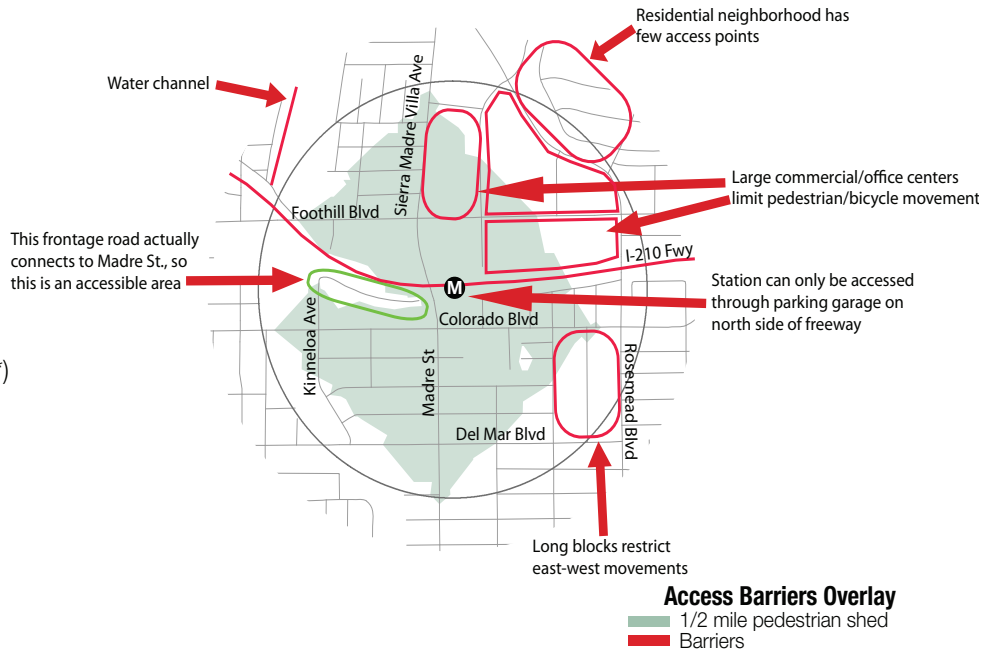 Residential neighborhood has
few access points
Water channel
Sierra Madre Villa Ave
Large commercial/office centers
limit pedestrian/bicycle movement
Foothill Blvd
This frontage road actually
connects to Madre St., so
this is an accessible area
I-210 Fwy
M
Station can only be accessed
through parking garage on
north side of freeway
Colorado Blvd
Kinneloa Ave
Madre St
Rosemead Blvd
Del Mar Blvd
Long blocks restrict
east-west movements
Access Barriers Overlay
1/2 mile pedestrian shed
Barriers